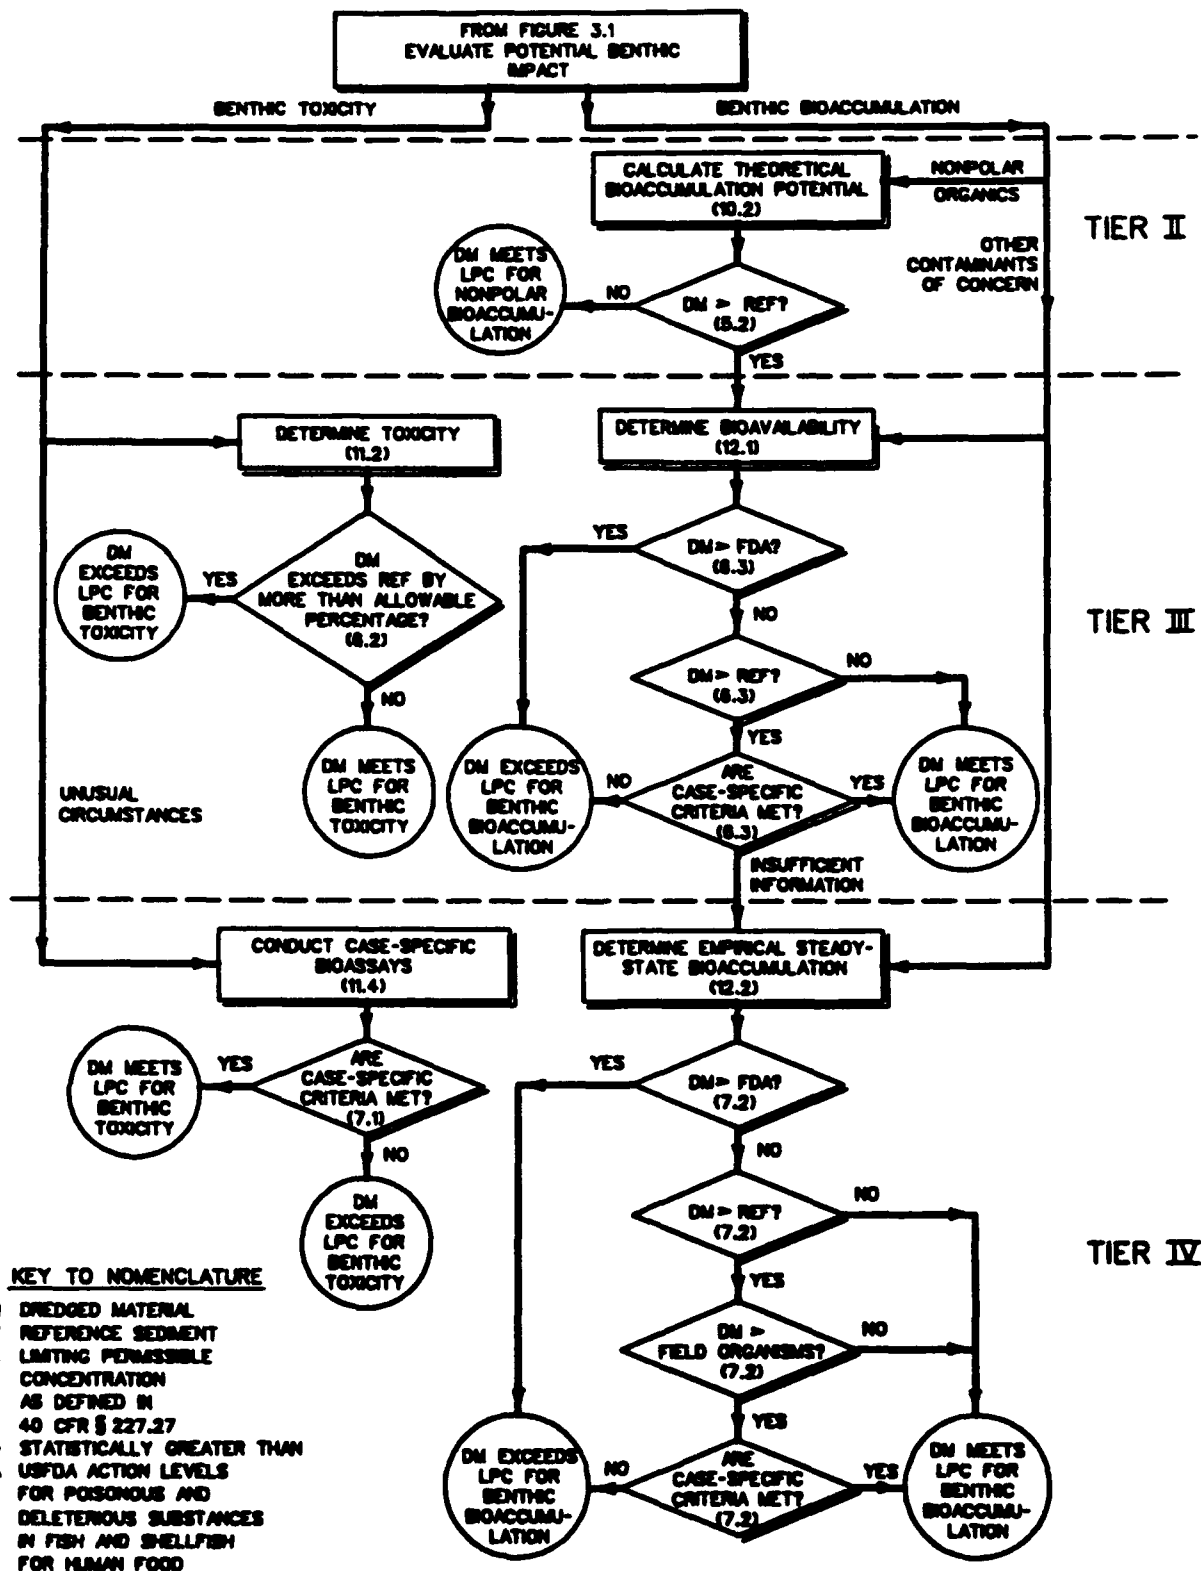 FROM FIGURE 3.1
EVALUATE POTENTIAL BENTHIC
IMPACT
BENTHIC TOXICITY
BENTHIC BIOACCUMULATION
CALCULATE THEORETICAL
BIOACCUMULATION POTENTIAL
(10.2)
NONPOLAR
ORGANICS
TIER II
OTHER
CONTAMINANTS
OF CONCERN
DM MEETS
LPC FOR
NONPOLAR
BIOACCUMU-
LATION
NO
DM > REF?
(5.2)
YES
DETERMINE TOXICITY
(11.2)
DETERMINE BIOAVAILABILITY
(12.1)
YES
DM > FDA?
(6.3)
NO
DM
EXCEEDS
LPC FOR
BENTHIC
TOXICITY
YES
DM
EXCEEDS REF BY
MORE THAN ALLOWABLE
PERCENTAGE?
(6.2)
NO
TIER III
DM > REF?
(6.3)
NO
YES
UNUSUAL
CIRCUMSTANCES
DM MEETS
LPC FOR
BENTHIC
TOXICITY
DM EXCEEDS
LPC FOR
BENTHIC
BIOACCUMU-
LATION
NO
ARE
CASE-SPECIFIC
CRITERIA MET?
(6.3)
YES
DM MEETS
LPC FOR
BENTHIC
BIOACCUMU-
LATION
INSUFFICIENT
INFORMATION
CONDUCT CASE-SPECIFIC
BIOASSAYS
(11.4)
DETERMINE EMPIRICAL STEADY-
STATE BIOACCUMULATION
(12.2)
DM MEETS
LPC FOR
BENTHIC
TOXICITY
YES
ARE
CASE-SPECIFIC
CRITERIA MET?
(7.1)
NO
DM
EXCEEDS
LPC FOR
BENTHIC
TOXICITY
YES
DM > FDA?
(7.2)
NO
DM > REF?
(7.2)
NO
YES
TIER IV
DM >
FIELD ORGANISMS?
(7.2)
NO
YES
DM EXCEEDS
LPC FOR
BENTHIC
BIOACCUMU-
LATION
NO
ARE
CASE-SPECIFIC
CRITERIA MET?
(7.2)
YES
DM MEETS
LPC FOR
BENTHIC
BIOACCUMU-
LATION
KEY TO NOMENCLATURE
DREDGED MATERIAL
REFERENCE SEDIMENT
LIMITING PERMISSIBLE
CONCENTRATION
AS DEFINED IN
40 CFR § 227.27
STATISTICALLY GREATER THAN
USFDA ACTION LEVELS
FOR POISONOUS AND
DELETERIOUS SUBSTANCES
IN FISH AND SHELLFISH
FOR HUMAN FOOD